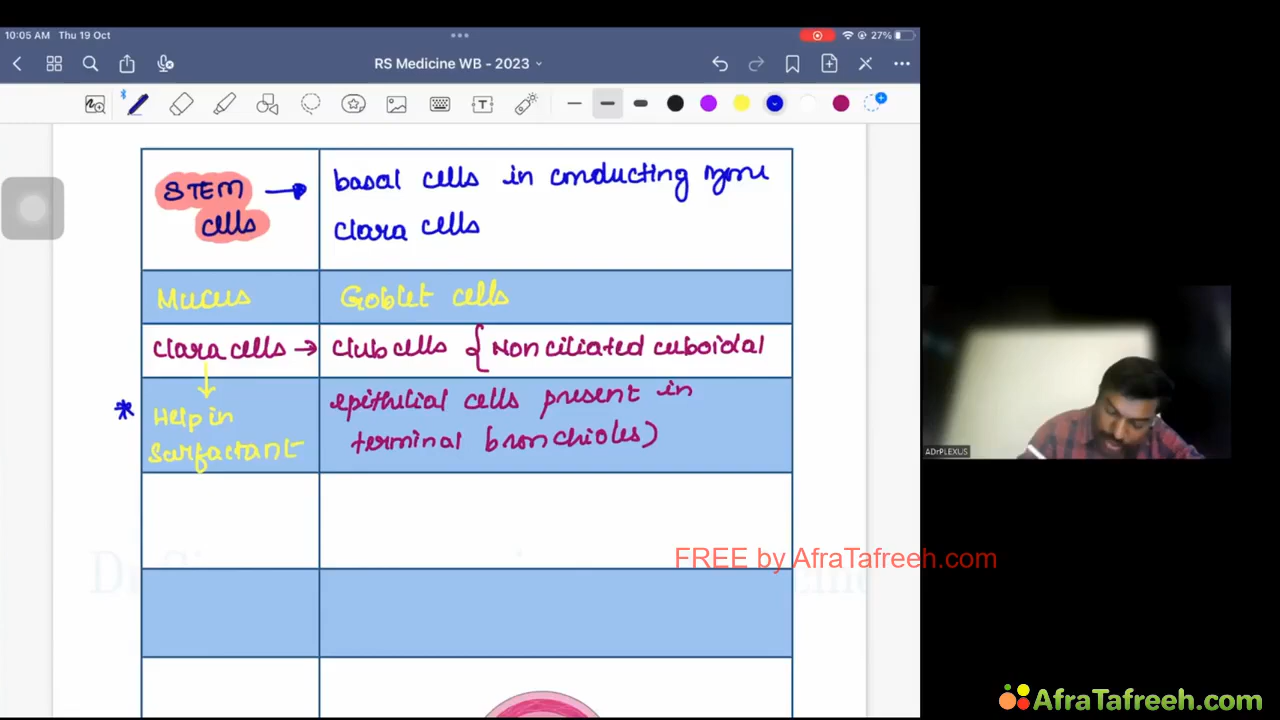 10:05 AM Thu 19 Oct
27%
RS Medicine WB - 2023
STEM cells → basal cells in conducting zone
clara cells
Mucus Goblet cells
clara cells → club cells { Non ciliated cuboidal
* Help in Surfactant
epithelial cells present in
terminal bronchioles)
FREE by AfraTafreeh.com
ADrPLEXUS
AfraTafreeh.com